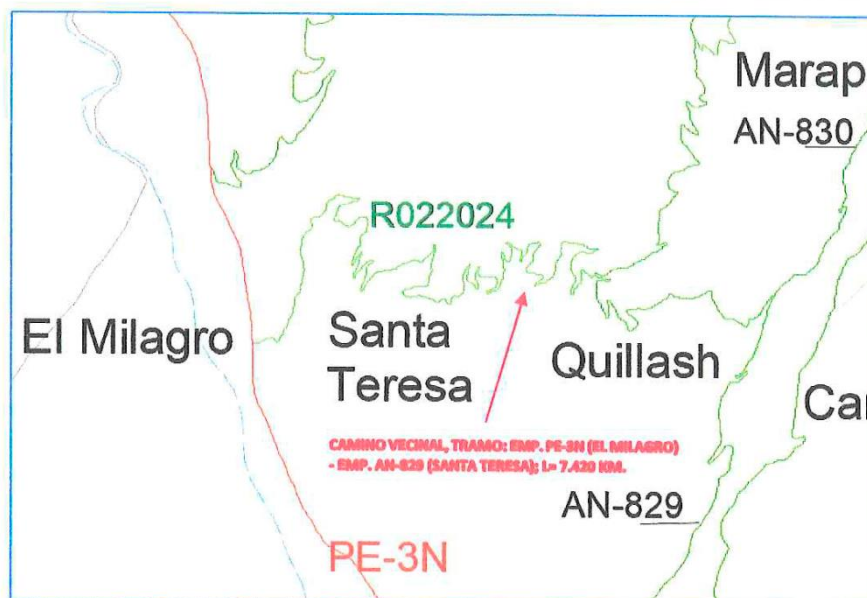 Marap
AN-830
R022024
El Milagro
Santa
Teresa
Quillash
Car
CAMINO VECINAL, TRAMO: EMP. PE-3N (EL MILAGRO)
- EMP. AN-829 (SANTA TERESA); L= 7.420 KM.
AN-829
PE-3N